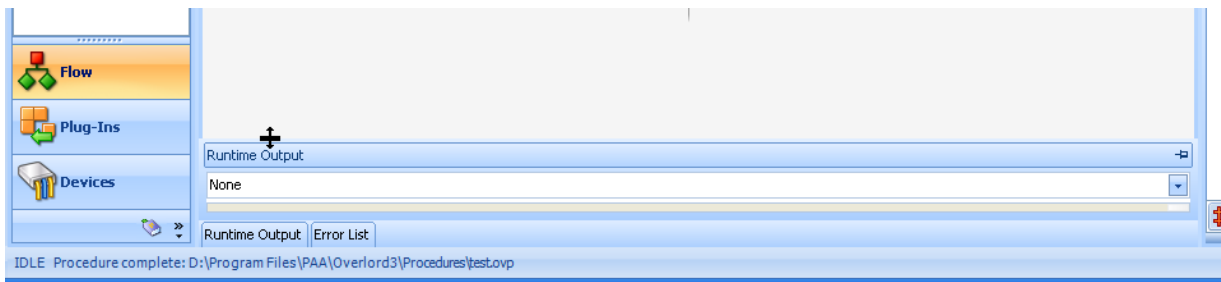 Flow
Plug-Ins
Runtime Output
Devices
None
Runtime Output Error List
IDLE Procedure complete: D:\Program Files\PAA\Overlord3\Procedures\test.ovp